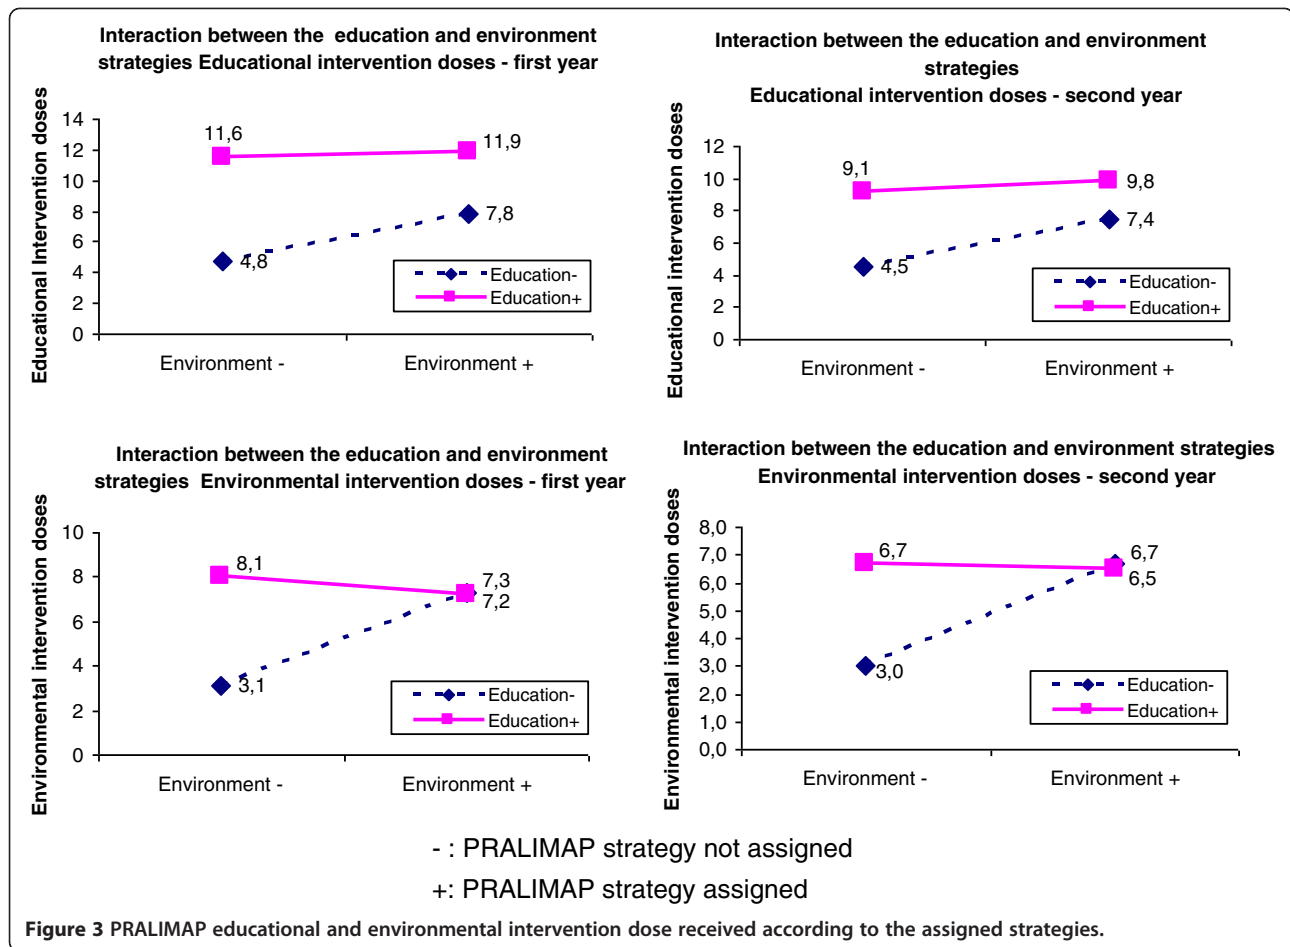 Interaction between the education and environment
strategies Educational intervention doses - first year
Educational Intervention doses
14
12
10
8
6
4
2
0
11,6
11,9
7,8
4,8
Education-
Education+
Environment -
Environment +
Interaction between the education and environment
strategies
Educational intervention doses - second year
Educational intervention doses
12
10
8
6
4
2
0
9,1
9,8
7,4
4,5
Education-
Education+
Environment -
Environment +
Interaction between the education and environment
strategies Environmental intervention doses - first year
Environmental intervention doses
10
8
6
4
2
0
8,1
7,3
7,2
3,1
Education-
Education+
Environment -
Environment +
Interaction between the education and environment strategies
Environmental intervention doses - second year
Environmental intervention doses
8,0
7,0
6,0
5,0
4,0
3,0
2,0
1,0
0,0
6,7
6,7
6,5
3,0
Education-
Education+
Environment -
Environment +
- : PRALIMAP strategy not assigned
+: PRALIMAP strategy assigned
Figure 3 PRALIMAP educational and environmental intervention dose received according to the assigned strategies.